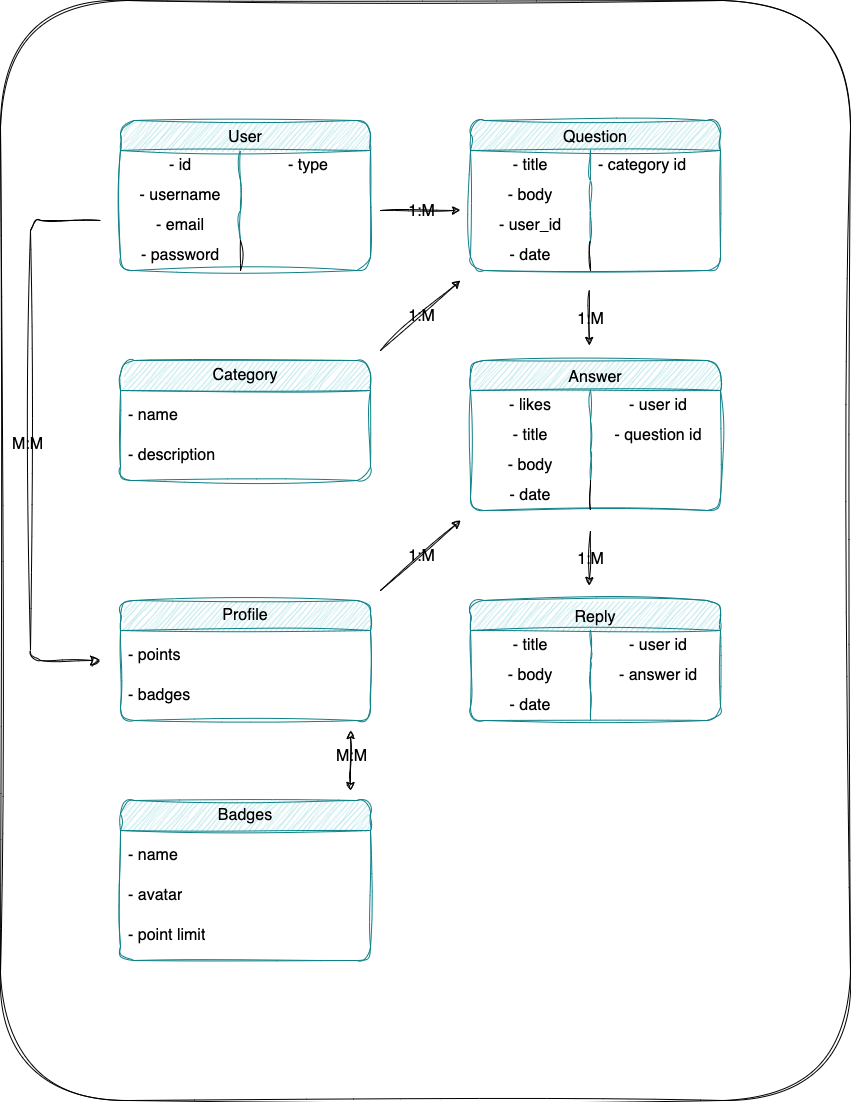 User
- id
- username
- email
- password
- type
1:M
Question
- title
- body
- user_id
- date
- category id
1:M
1:M
Category
- name
- description
Answer
- likes
- title
- body
- date
- user id
- question id
M:M
1:M
1:M
Profile
- points
- badges
Reply
- title
- body
- date
- user id
- answer id
M:M
Badges
- name
- avatar
- point limit